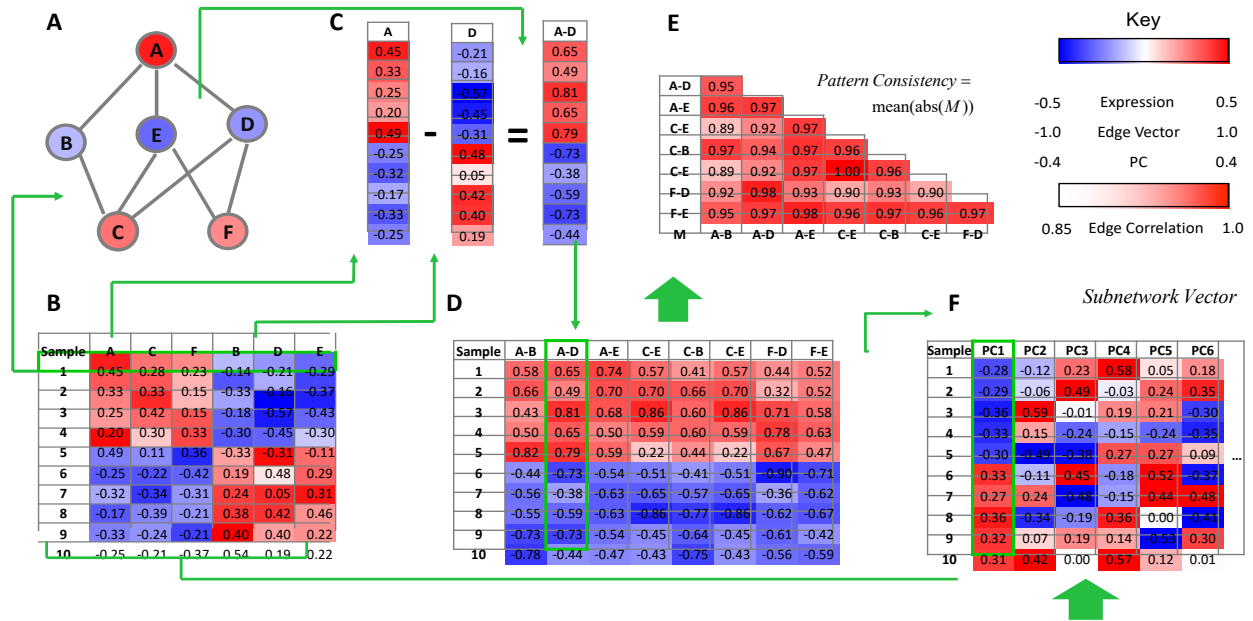 A
A
B
E
D
C
F
C
A D A-D
0.45 -0.21 0.65
0.33 -0.16 0.49
0.25 -0.57 0.81
0.20 -0.45 0.65
0.49 -0.31 0.79
-0.25 0.48 -0.73
-0.32 0.05 -0.38
-0.17 0.42 -0.59
-0.33 0.40 -0.73
-0.25 0.19 -0.44
- =
E
Pattern Consistency =
mean(abs(M))
A-D 0.95
A-E 0.96 0.97
C-E 0.89 0.92 0.97
C-B 0.97 0.94 0.97 0.96
C-E 0.89 0.92 0.97 1.00 0.96
F-D 0.92 0.98 0.93 0.90 0.93 0.90
F-E 0.95 0.97 0.98 0.96 0.97 0.96 0.97
M A-B A-D A-E C-E C-B C-E F-D
Key
-0.5 Expression 0.5
-1.0 Edge Vector 1.0
-0.4 PC 0.4
0.85 Edge Correlation 1.0
B
Sample A C F B D E
1 0.45 0.28 0.23 -0.14 -0.21 -0.29
2 0.33 0.33 0.15 -0.33 -0.16 -0.37
3 0.25 0.42 0.15 -0.18 -0.57 -0.43
4 0.20 0.30 0.33 -0.30 -0.45 -0.30
5 0.49 0.11 0.36 -0.33 -0.31 -0.11
6 -0.25 -0.22 -0.42 0.19 0.48 0.29
7 -0.32 -0.34 -0.31 0.24 0.05 0.31
8 -0.17 -0.39 -0.21 0.38 0.42 0.46
9 -0.33 -0.24 -0.21 0.40 0.40 0.22
10 -0.25 -0.21 -0.37 0.54 0.19 0.22
D
Sample A-B A-D A-E C-E C-B C-E F-D F-E
1 0.58 0.65 0.74 0.57 0.41 0.57 0.44 0.52
2 0.66 0.49 0.70 0.70 0.66 0.70 0.32 0.52
3 0.43 0.81 0.68 0.86 0.60 0.86 0.71 0.58
4 0.50 0.65 0.50 0.59 0.60 0.59 0.78 0.63
5 0.82 0.79 0.59 0.22 0.44 0.22 0.67 0.47
6 -0.44 -0.73 -0.54 -0.51 -0.41 -0.51 -0.90 -0.71
7 -0.56 -0.38 -0.63 -0.65 -0.57 -0.65 -0.36 -0.62
8 -0.55 -0.59 -0.63 -0.86 -0.77 -0.86 -0.62 -0.67
9 -0.73 -0.73 -0.54 -0.45 -0.64 -0.45 -0.61 -0.42
10 -0.78 -0.44 -0.47 -0.43 -0.75 -0.43 -0.56 -0.59
F
Subnetwork Vector
Sample PC1 PC2 PC3 PC4 PC5 PC6
1 -0.28 -0.12 0.23 0.58 0.05 0.18
2 -0.29 -0.06 0.49 -0.03 0.24 0.35
3 -0.36 0.59 -0.01 0.19 0.21 -0.30
4 -0.33 0.15 -0.24 -0.15 -0.24 -0.35
5 -0.30 -0.49 -0.38 0.27 0.27 0.09 ...
6 0.33 -0.11 0.45 -0.18 0.52 -0.37
7 0.27 0.24 -0.48 -0.15 0.44 0.48
8 0.36 -0.34 -0.19 0.36 0.00 -0.41
9 0.32 0.07 0.19 0.14 -0.53 0.30
10 0.31 0.42 0.00 0.57 0.12 0.01